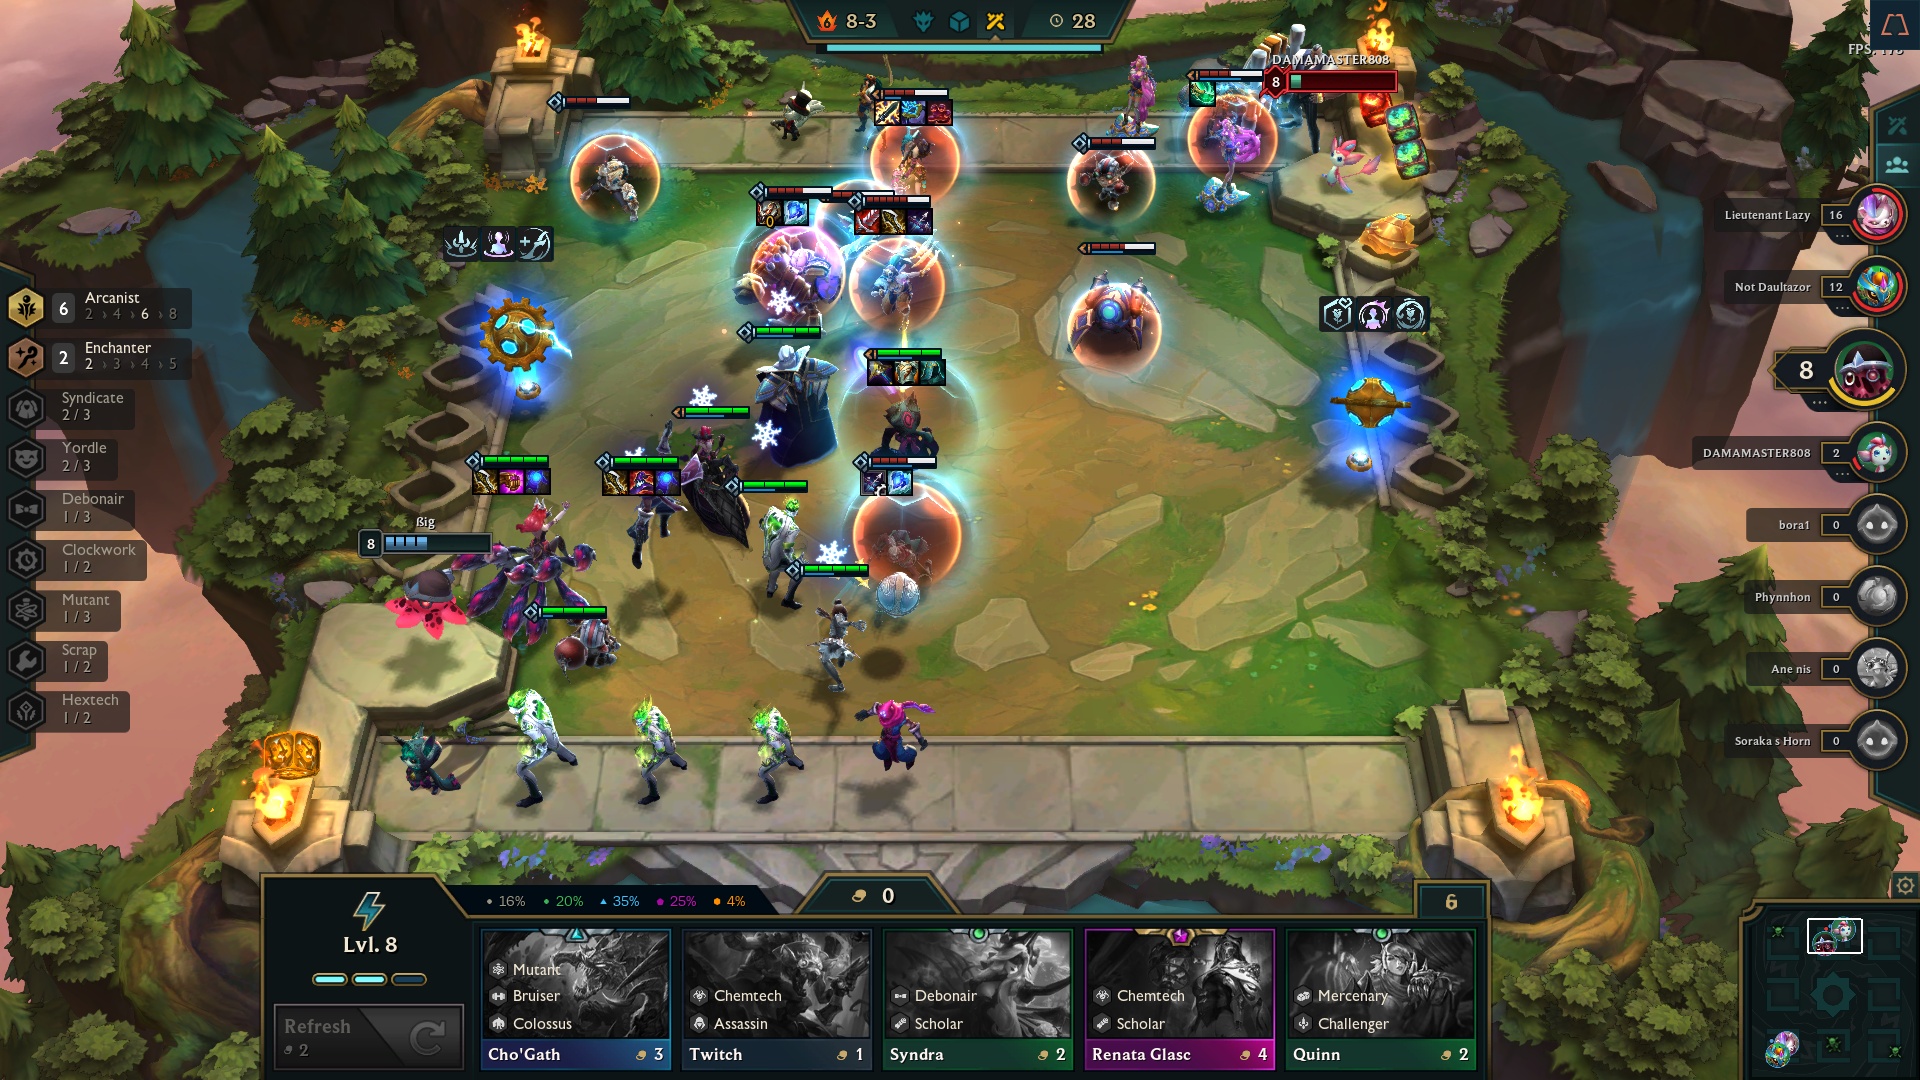 8-3
28
DAMAMASTER808
8
FPS:
Lieutenant Lazy
16
Not Daultazor
12
8
DAMAMASTER808
2
bora1
0
Phynnhon
0
Ane nis
0
Soraka s Horn
0
6
Arcanist
2 › 4 › 6 › 8
2
Enchanter
2 › 3 › 4 › 5
Syndicate
2 / 3
Yordle
2 / 3
Debonair
1 / 3
Clockwork
1 / 2
Mutant
1 / 3
Scrap
1 / 2
Hextech
1 / 2
0
ßig
8
16% 20% 35% 25% 4%
0
6
Lvl. 8
Refresh
2
Mutant
Bruiser
Colossus
Cho'Gath 3
Chemtech
Assassin
Twitch 1
Debonair
Scholar
Syndra 2
Chemtech
Scholar
Renata Glasc 4
Mercenary
Challenger
Quinn 2